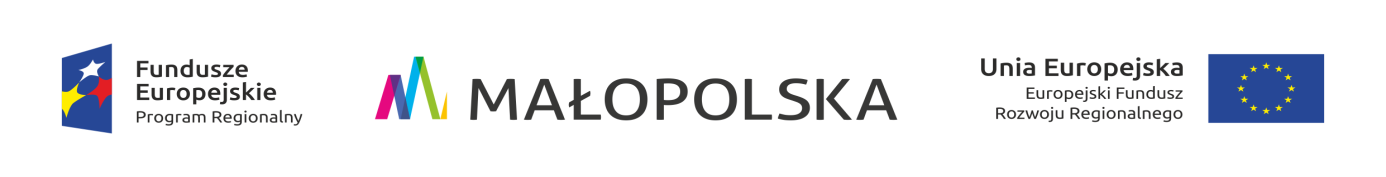 Fundusze
Europejskie
Program Regionalny
MAŁOPOLSKA
Unia Europejska
Europejski Fundusz
Rozwoju Regionalnego